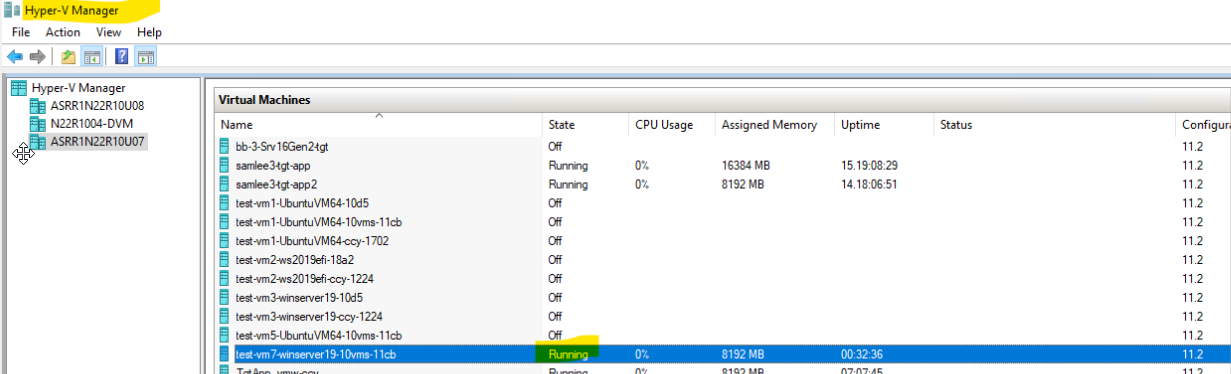 Hyper-V Manager
File Action View Help
Hyper-V Manager
ASRR1N22R10U08
N22R1004-DVM
ASRR1N22R10U07
Virtual Machines
Name State CPU Usage Assigned Memory Uptime Status Configura
bb-3-Srv16Gen2-tgt Off 11.2
samlee3-tgt-app Running 0% 16384 MB 15.19:08:29 11.2
samlee3-tgt-app2 Running 0% 8192 MB 14.18:06:51 11.2
test-vm1-UbuntuVM64-10d5 Off 11.2
test-vm1-UbuntuVM64-10vms-11cb Off 11.2
test-vm1-UbuntuVM64-ccy-1702 Off 11.2
test-vm2-ws2019efi-18a2 Off 11.2
test-vm2-ws2019efi-ccy-1224 Off 11.2
test-vm3-winserver19-10d5 Off 11.2
test-vm3-winserver19-ccy-1224 Off 11.2
test-vm5-UbuntuVM64-10vms-11cb Off 11.2
test-vm7-winserver19-10vms-11cb Running 0% 8192 MB 00:32:36 11.2
Running 0% 8192 MB 07:07:45 11.2